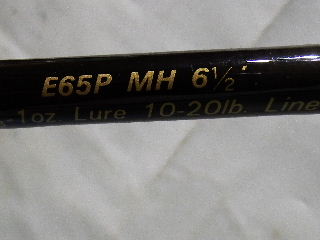 E65P MH 6½'
-1oz. Lure 10-20lb. Line